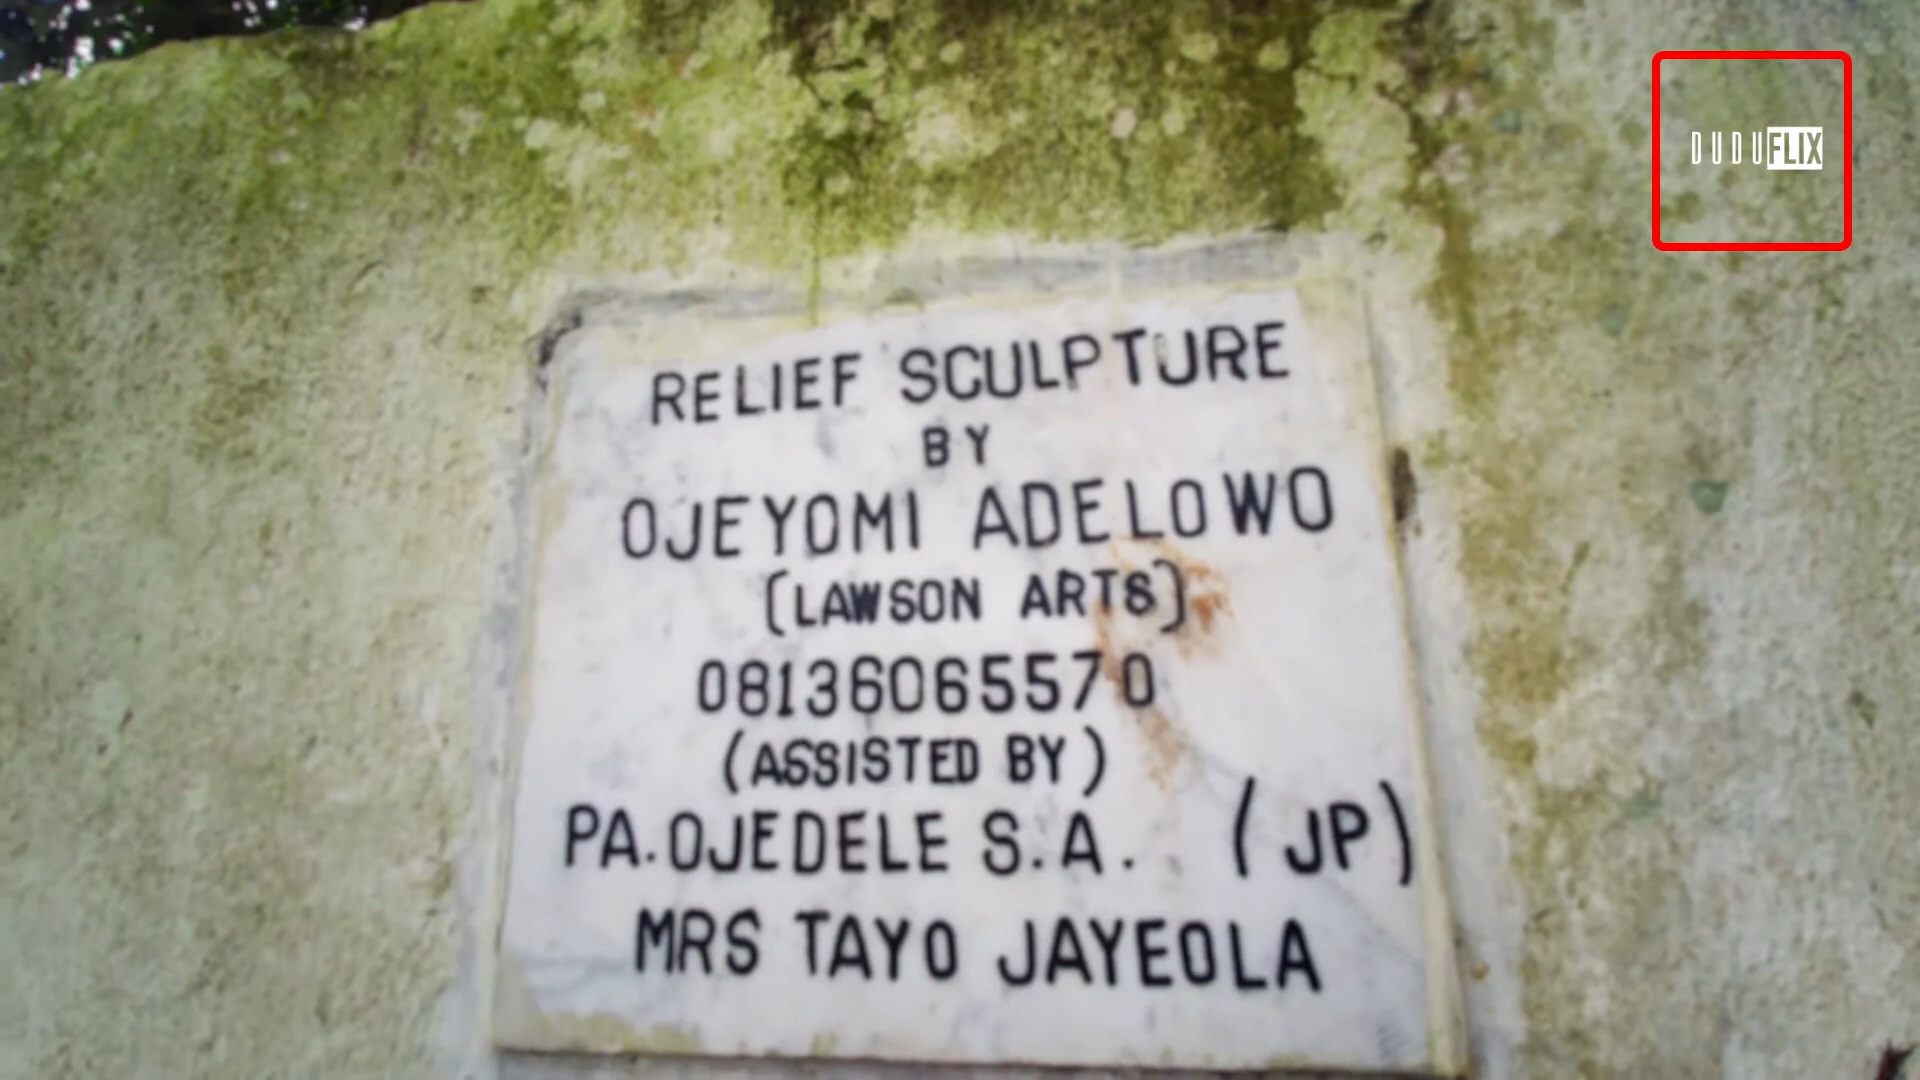 DUDUFLIX
RELIEF SCULPTURE
BY
OJEYOMI ADELOWO
(LAWSON ARTS)
08136065570
(ASSISTED BY)
PA. OJEDELE S.A. (JP)
MRS TAYO JAYEOLA